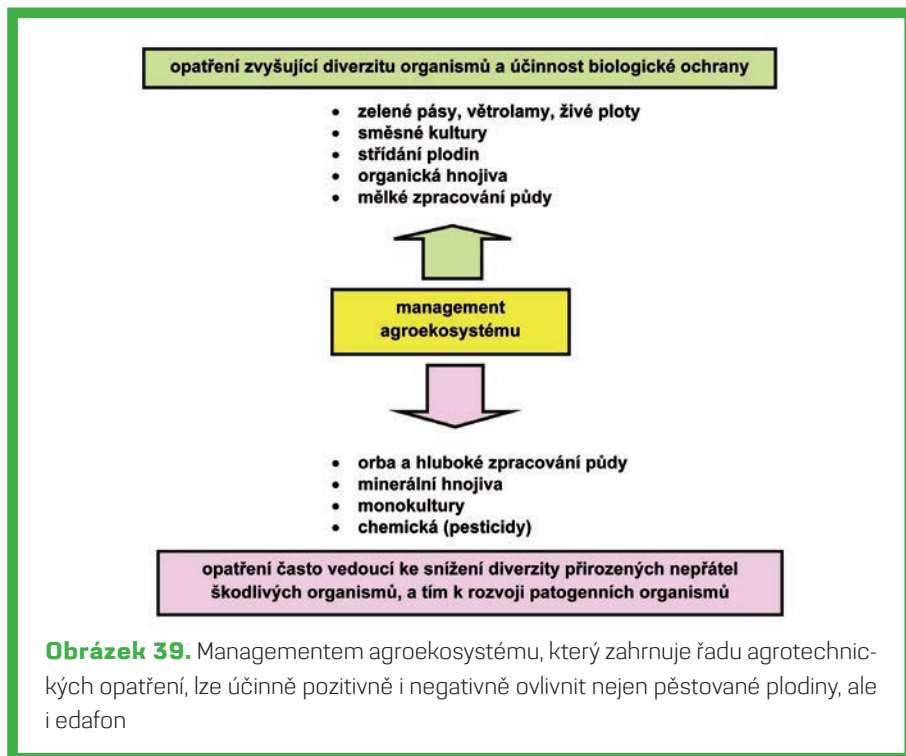 opatření zvyšující diverzitu organismů a účinnost biologické ochrany
• zelené pásy, větrolamy, živé ploty
• směsné kultury
• střídání plodin
• organická hnojiva
• mělké zpracování půdy
management
agroekosystému
• orba a hluboké zpracování půdy
• minerální hnojiva
• monokultury
• chemická (pesticidy)
opatření často vedoucí ke snížení diverzity přirozených nepřátel
škodlivých organismů, a tím k rozvoji patogenních organismů
Obrázek 39. Managementem agroekosystému, který zahrnuje řadu agrotechnic-
kých opatření, lze účinně pozitivně i negativně ovlivnit nejen pěstované plodiny, ale
i edafon